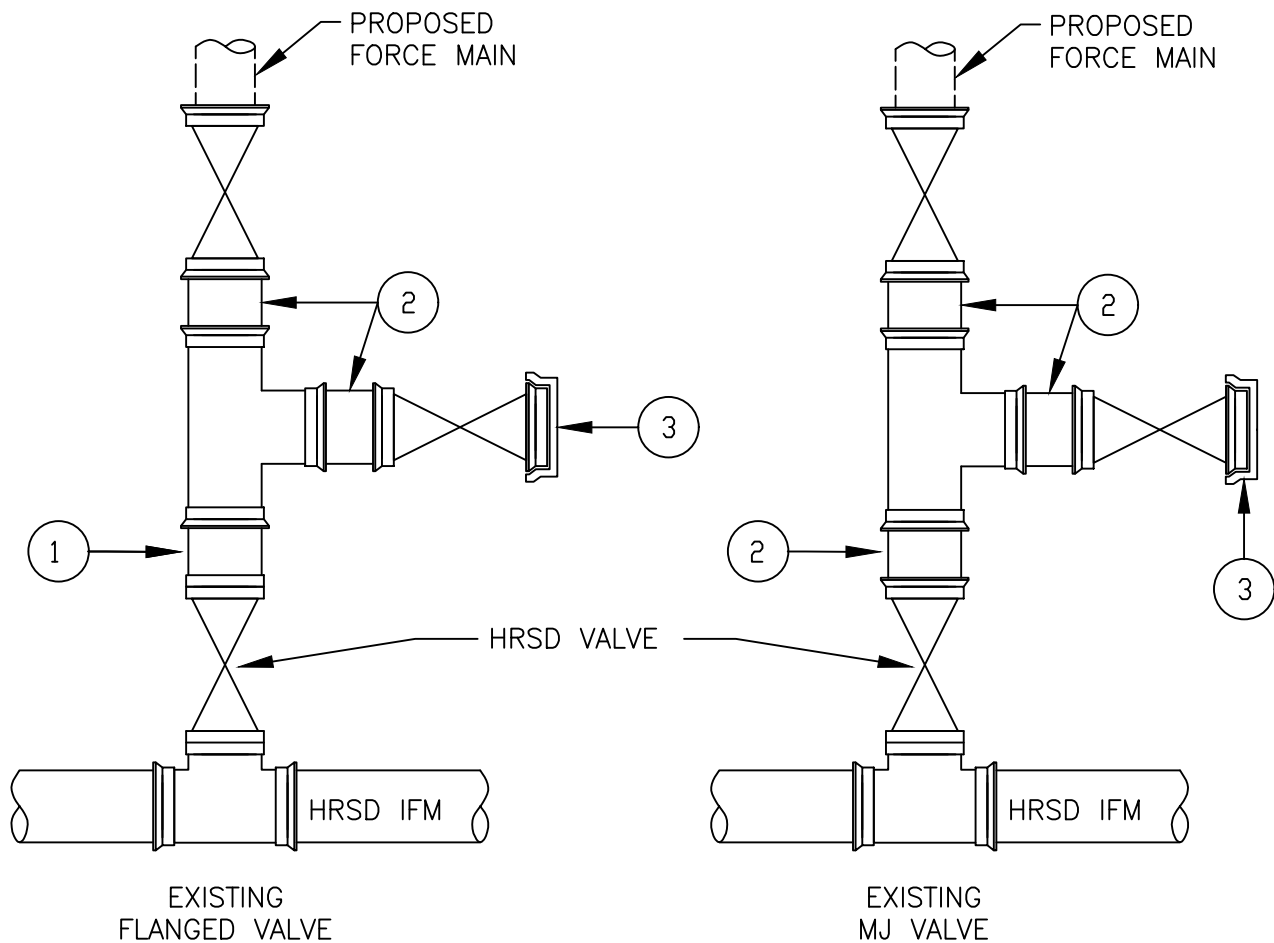 PROPOSED
FORCE MAIN
PROPOSED
FORCE MAIN
2
2
3
1
2
3
HRSD VALVE
HRSD IFM
HRSD IFM
EXISTING
FLANGED VALVE
EXISTING
MJ VALVE